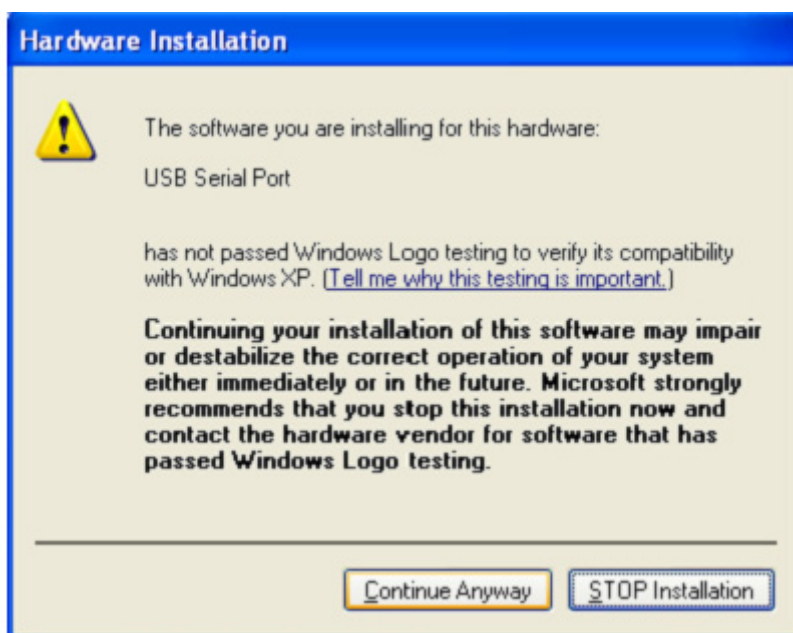 Hardware Installation
The software you are installing for this hardware:
USB Serial Port
has not passed Windows Logo testing to verify its compatibility
with Windows XP. (Tell me why this testing is important.)
Continuing your installation of this software may impair
or destabilize the correct operation of your system
either immediately or in the future. Microsoft strongly
recommends that you stop this installation now and
contact the hardware vendor for software that has
passed Windows Logo testing.
Continue Anyway STOP Installation